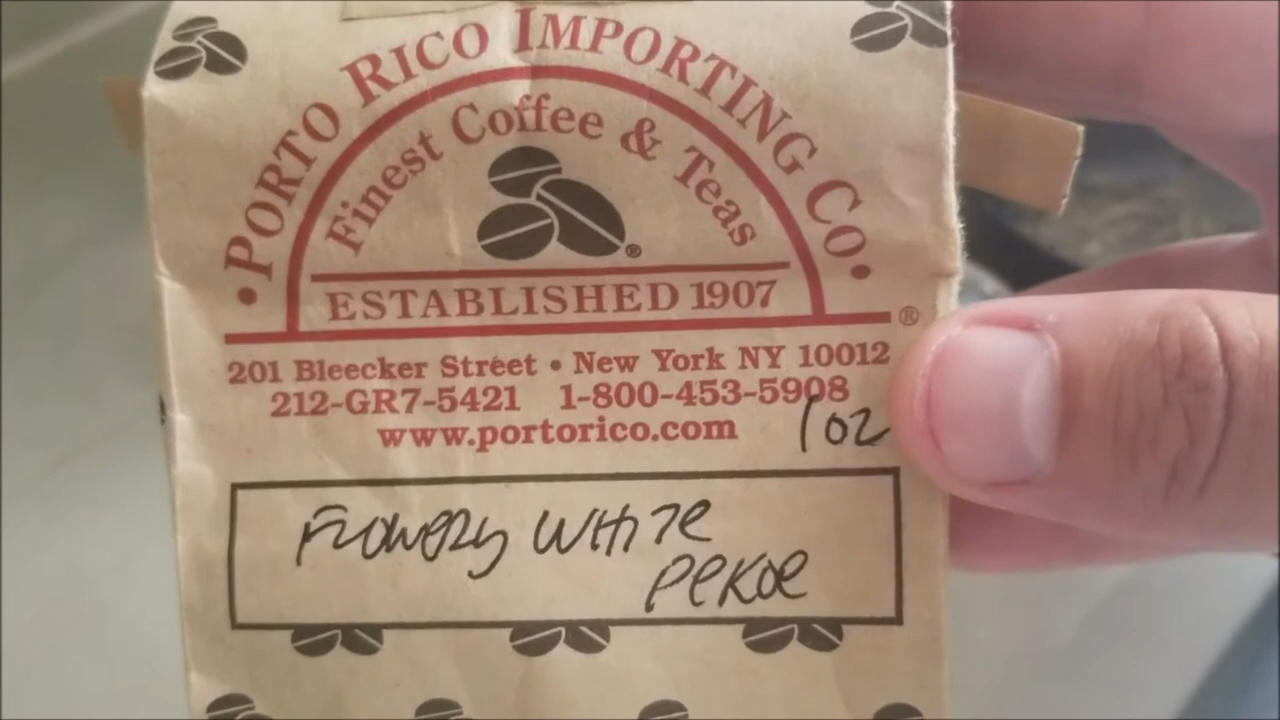 • PORTO RICO IMPORTING CO. •
Finest Coffee & Teas
®
ESTABLISHED 1907
®
201 Bleecker Street • New York NY 10012
212-GR7-5421 1-800-453-5908
www.portorico.com
1oz
Flowery White
Pekoe